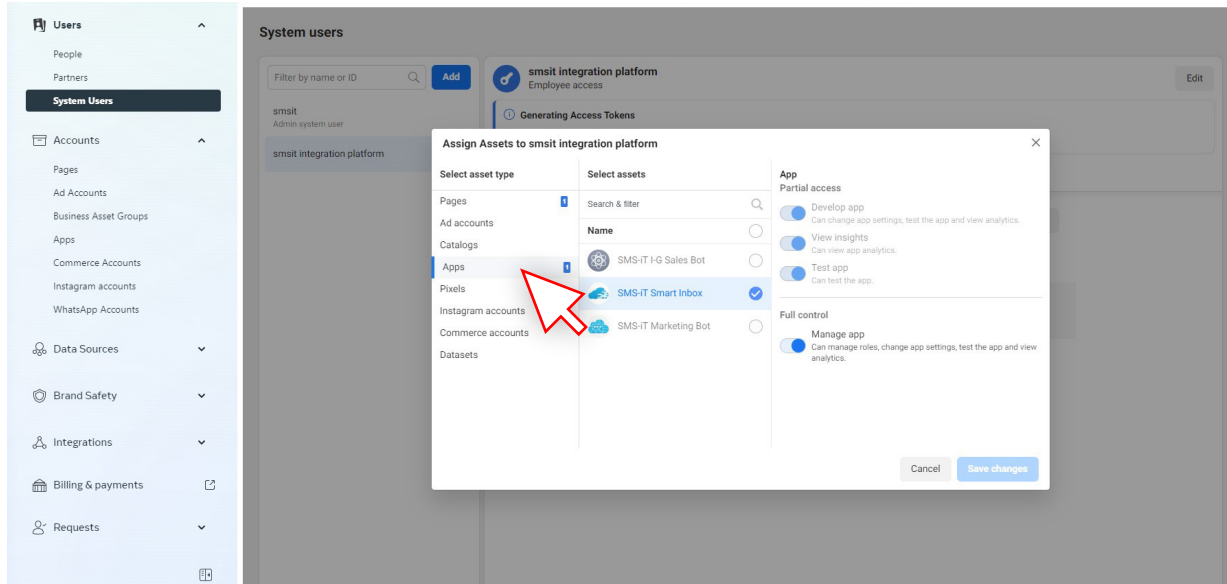 Users
People
Partners
System Users
Accounts
Pages
Ad Accounts
Business Asset Groups
Apps
Commerce Accounts
Instagram accounts
WhatsApp Accounts
Data Sources
Brand Safety
Integrations
Billing & payments
Requests
System users
Filter by name or ID
Add
smsit
Admin system user
smsit integration platform
smsit integration platform
Employee access
Edit
Generating Access Tokens
Assign Assets to smsit integration platform
Select asset type
Pages 1
Ad accounts
Catalogs
Apps 1
Pixels
Instagram accounts
Commerce accounts
Datasets
Select assets
Search & filter
Name
SMS-iT I-G Sales Bot
SMS-iT Smart Inbox
SMS-iT Marketing Bot
App
Partial access
Develop app
Can change app settings, test the app and view analytics.
View insights
Can view app analytics.
Test app
Can test the app.
Full control
Manage app
Can manage roles, change app settings, test the app and view
analytics.
Cancel
Save changes